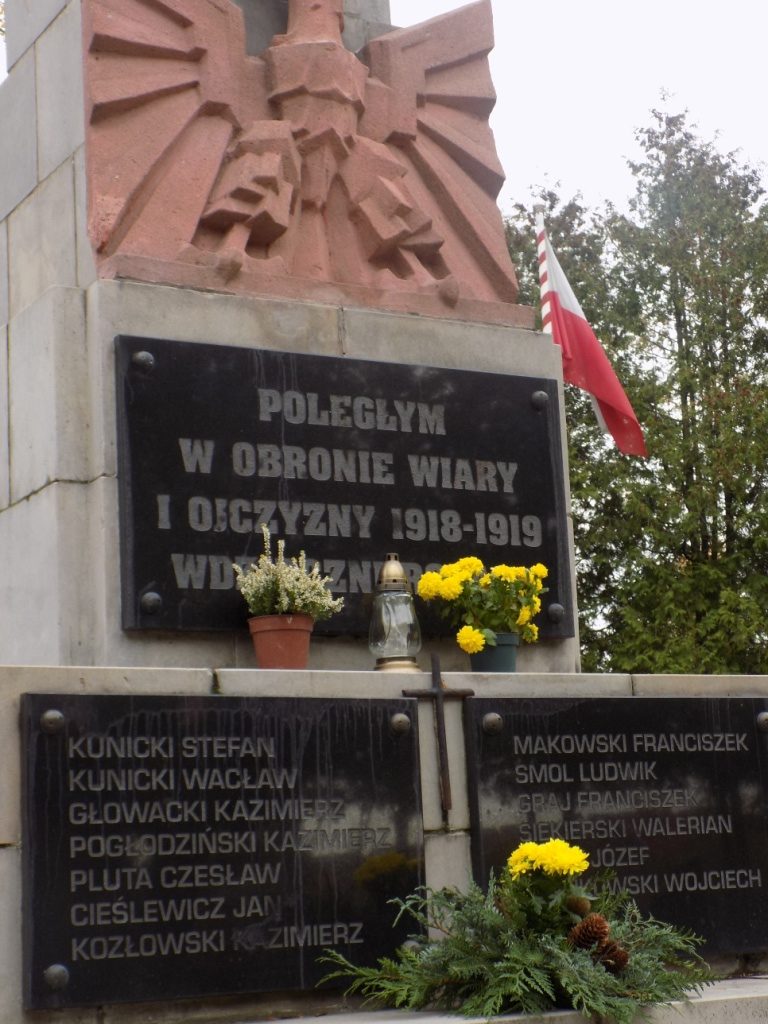 POLEGŁYM
W OBRONIE WIARY
I OJCZYZNY 1918-1919
KUNICKI STEFAN
KUNICKI WACŁAW
GŁOWACKI KAZIMIERZ
POGŁODZIŃSKI KAZIMIERZ
PLUTA CZESŁAW
CIEŚLEWICZ JAN
KOZŁOWSKI KAZIMIERZ
MAKOWSKI FRANCISZEK
SMOL LUDWIK
GRAJ FRANCISZEK
SIEKIERSKI WALERIAN
JÓZEF
WOJCIECH